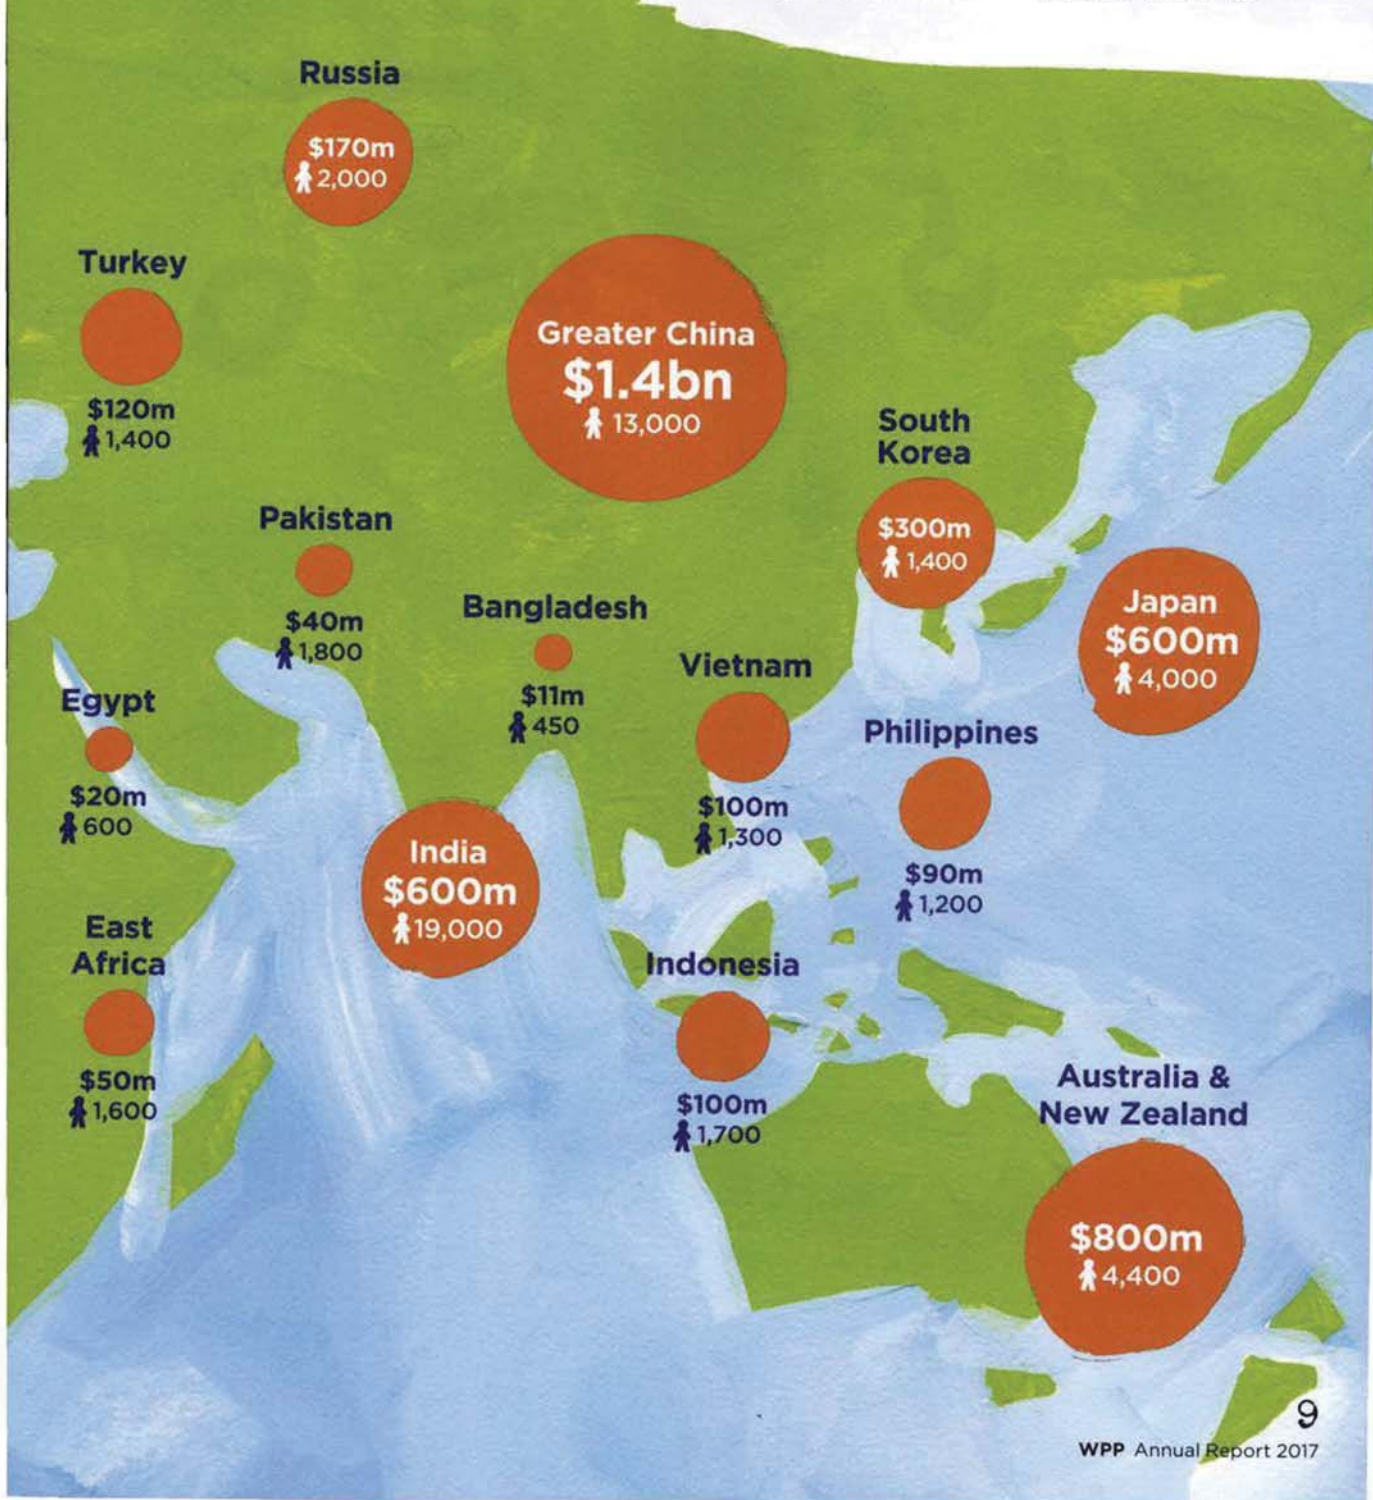 Russia
$170m
2,000
Turkey
$120m
1,400
Greater China
$1.4bn
13,000
South
Korea
$300m
1,400
Pakistan
$40m
1,800
Bangladesh
$11m
450
Japan
$600m
4,000
Vietnam
$100m
1,300
Egypt
$20m
600
Philippines
$90m
1,200
India
$600m
19,000
East
Africa
$50m
1,600
Indonesia
$100m
1,700
Australia &
New Zealand
$800m
4,400
9
WPP Annual Report 2017